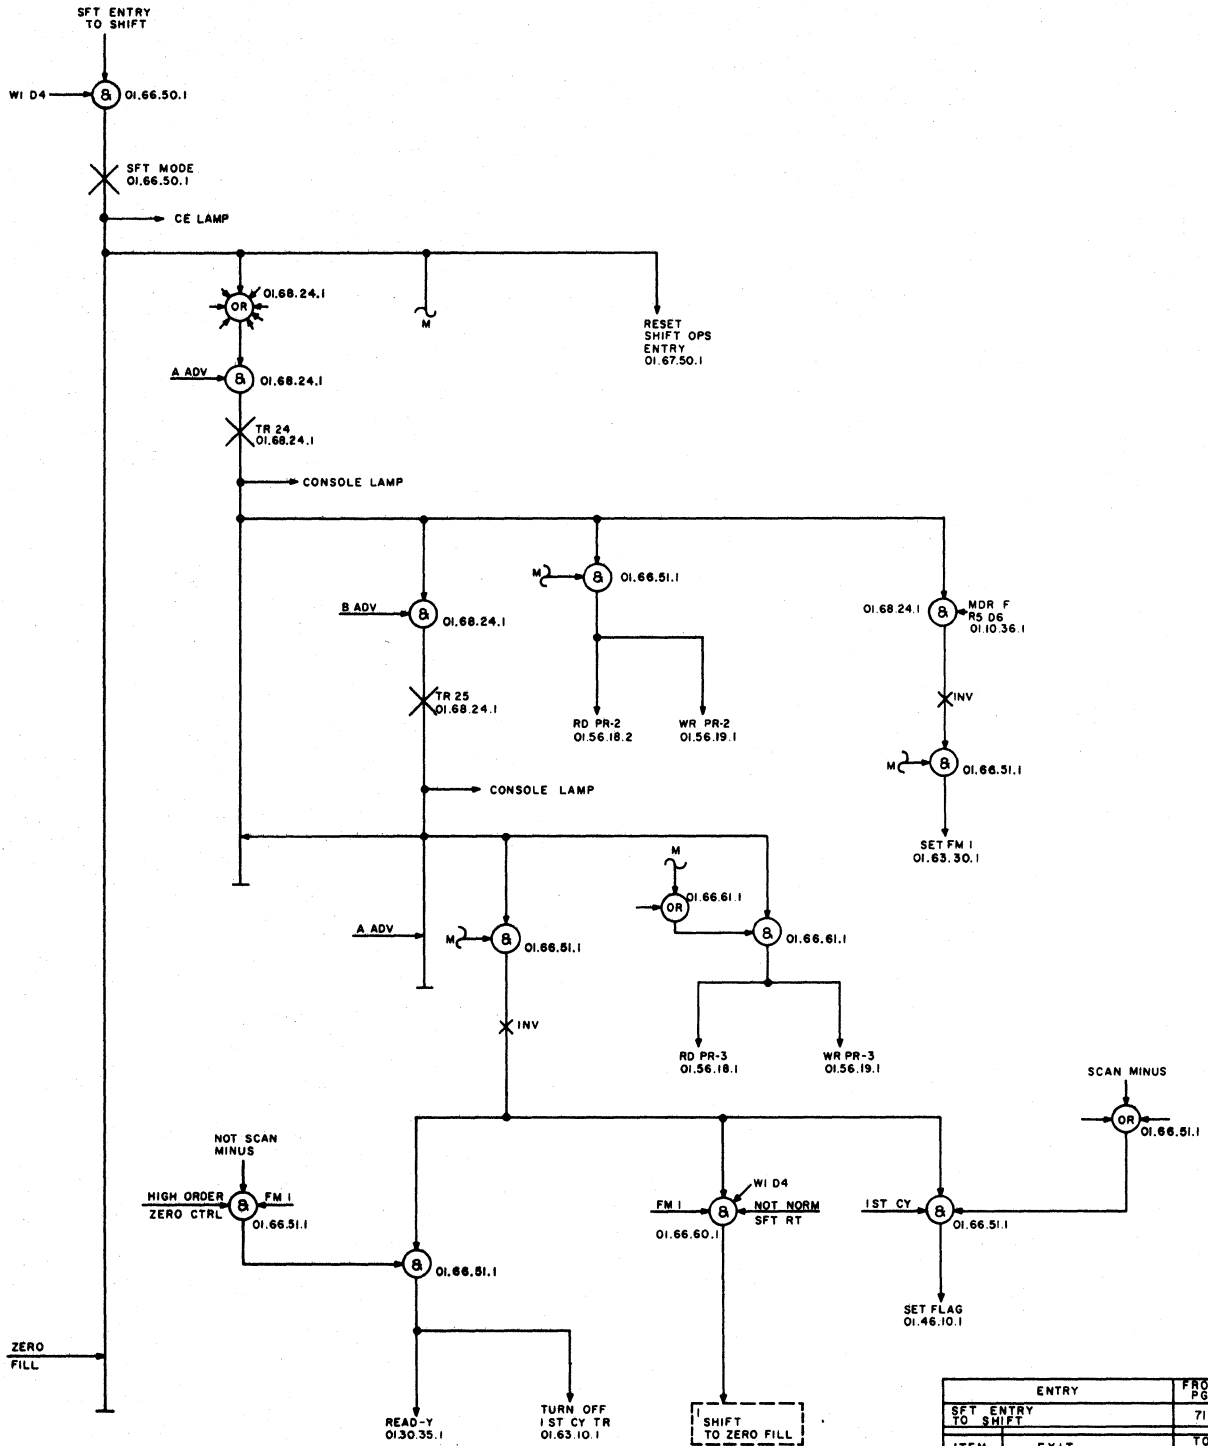 SFT ENTRY
TO SHIFT
WI D4
&
01.66.50.1
SFT MODE
01.66.50.1
CE LAMP
01.68.24.1
OR
M
RESET
SHIFT OPS
ENTRY
01.67.50.1
A ADV
&
01.68.24.1
TR 24
01.68.24.1
CONSOLE LAMP
M
&
01.66.51.1
B ADV
&
01.68.24.1
01.68.24.1
&
MDR F
R5 D6
01.10.36.1
TR 25
01.68.24.1
INV
RD PR-2
01.56.18.2
WR PR-2
01.56.19.1
M
&
01.66.51.1
CONSOLE LAMP
SET FM 1
01.63.30.1
M
01.66.61.1
OR
A ADV
M
&
01.66.51.1
&
01.66.61.1
INV
RD PR-3
01.56.18.1
WR PR-3
01.56.19.1
SCAN MINUS
OR
01.66.51.1
NOT SCAN
MINUS
HIGH ORDER
ZERO CTRL
&
FM 1
01.66.51.1
WI D4
FM 1
&
NOT NORM
SFT RT
01.66.60.1
1ST CY
&
01.66.51.1
&
01.66.51.1
SET FLAG
01.46.10.1
ZERO
FILL
READ-Y
01.30.35.1
TURN OFF
1ST CY TR
01.63.10.1
1
SHIFT
TO ZERO FILL
ENTRY
SFT ENTRY
TO SHIFT
71
ITEM
EXIT
TO